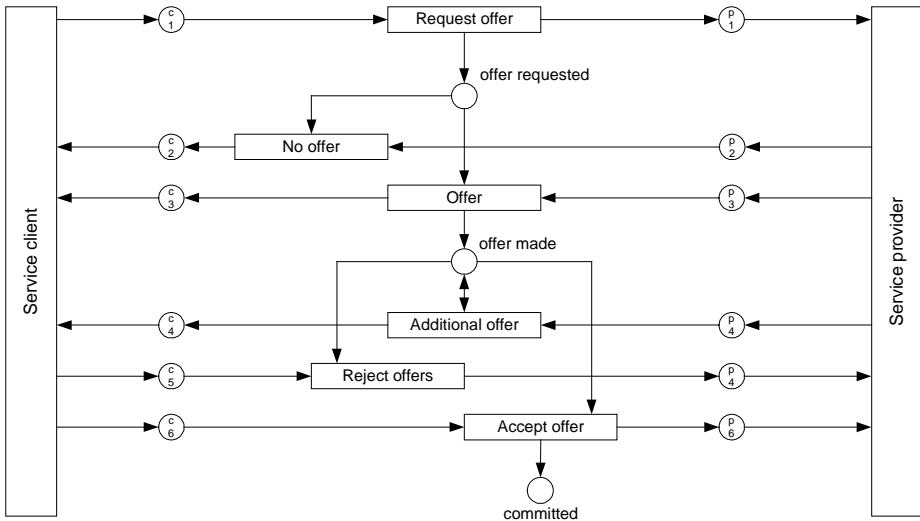 c
1
Request offer
p
1
offer requested
c
2
No offer
p
2
c
3
Offer
p
3
Service client
Service provider
offer made
c
4
Additional offer
p
4
c
5
Reject offers
p
4
c
6
Accept offer
p
6
committed